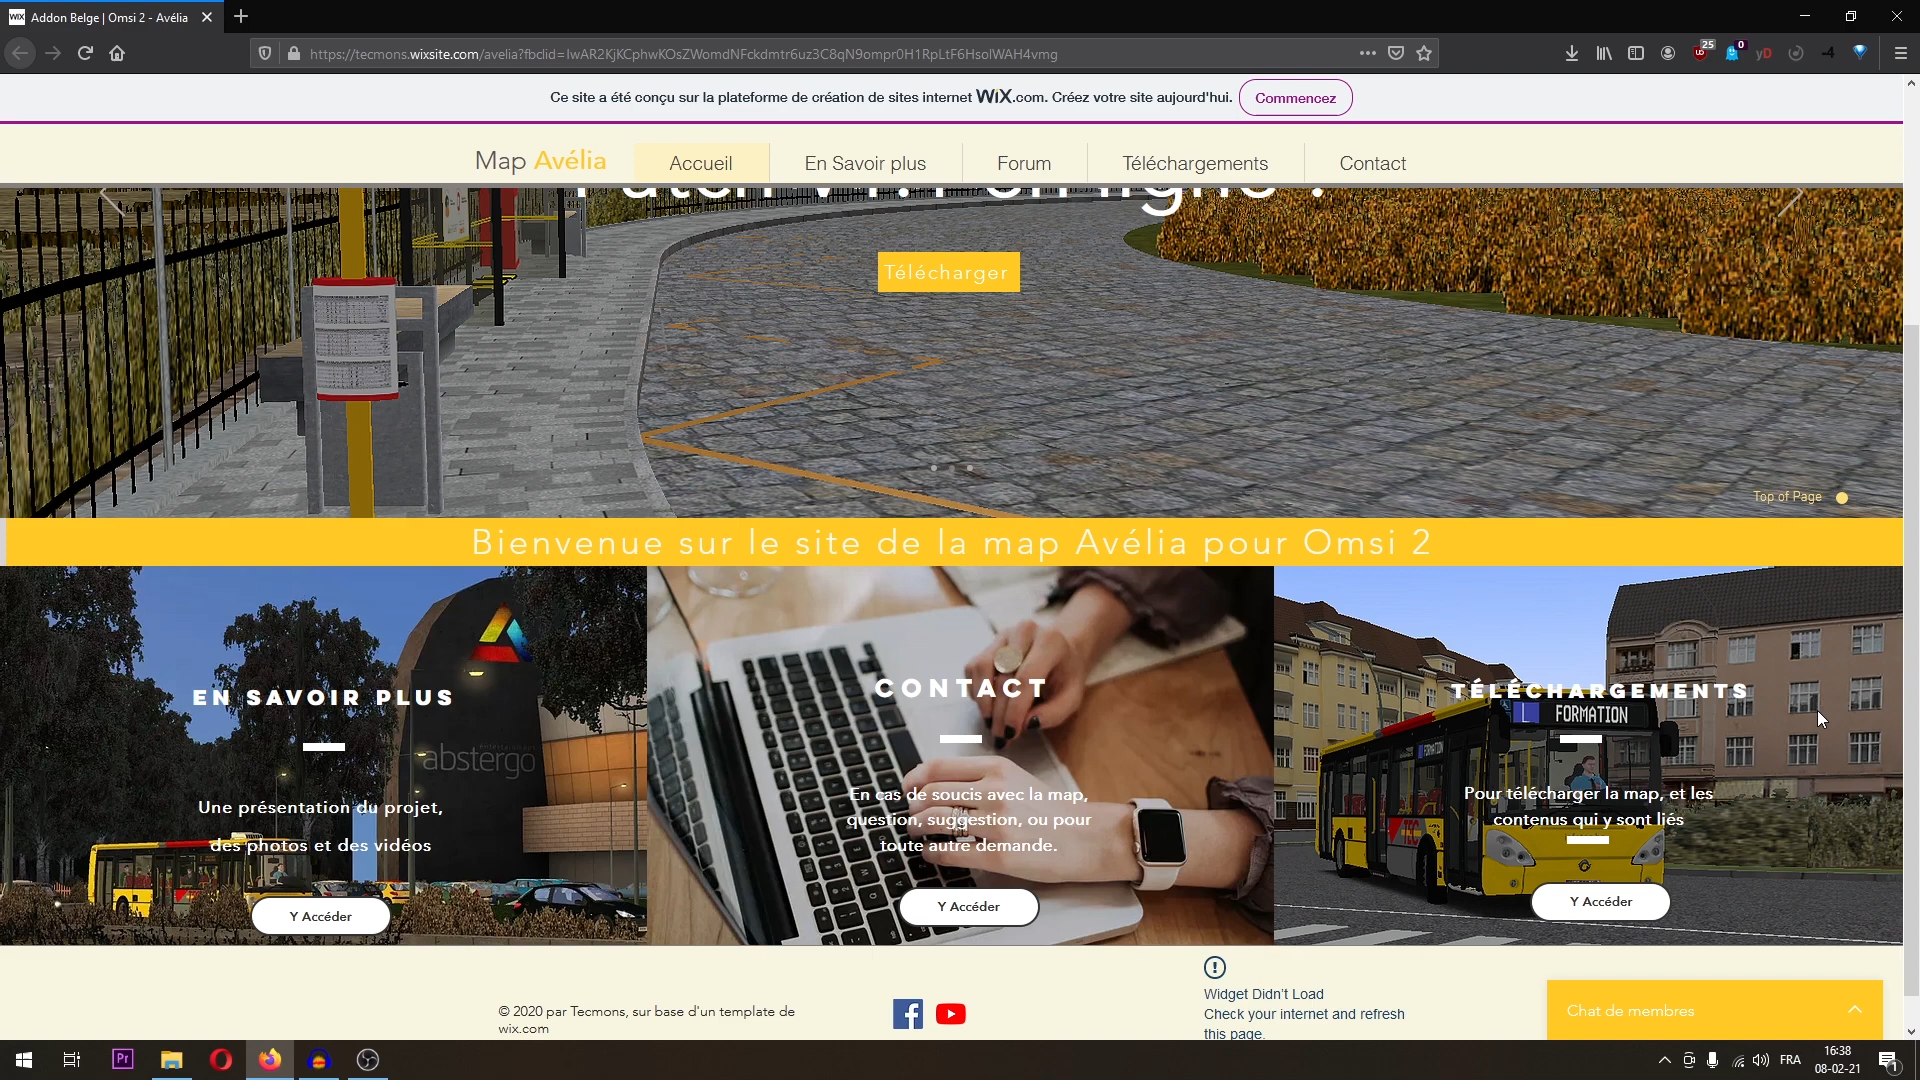 Addon Belge | Omsi 2 - Avélia
https://tecmons.wixsite.com/avelia?fbclid=IwAR2KjKCphwKOsZWomdNFckdmtr6uz3C8qN9ompr0H1RpLtF6HsolWAH4vmg
25
0
yD
-4
Ce site a été conçu sur la plateforme de création de sites internet WiX.com. Créez votre site aujourd'hui.
Commencez
Map Avélia
Accueil
En Savoir plus
Forum
Téléchargements
Contact
Télécharger
Top of Page
Bienvenue sur le site de la map Avélia pour Omsi 2
EN SAVOIR PLUS
abstergo
Une présentation du projet,
des photos et des vidéos
Y Accéder
CONTACT
En cas de soucis avec la map,
question, suggestion, ou pour
toute autre demande.
Y Accéder
TÉLÉCHARGEMENTS
L FORMATION
Pour télécharger la map, et les
contenus qui y sont liés
Y Accéder
© 2020 par Tecmons, sur base d'un template de
wix.com
Widget Didn't Load
Check your internet and refresh
this page.
Chat de membres
Pr
FRA
16:38
08-02-21
1